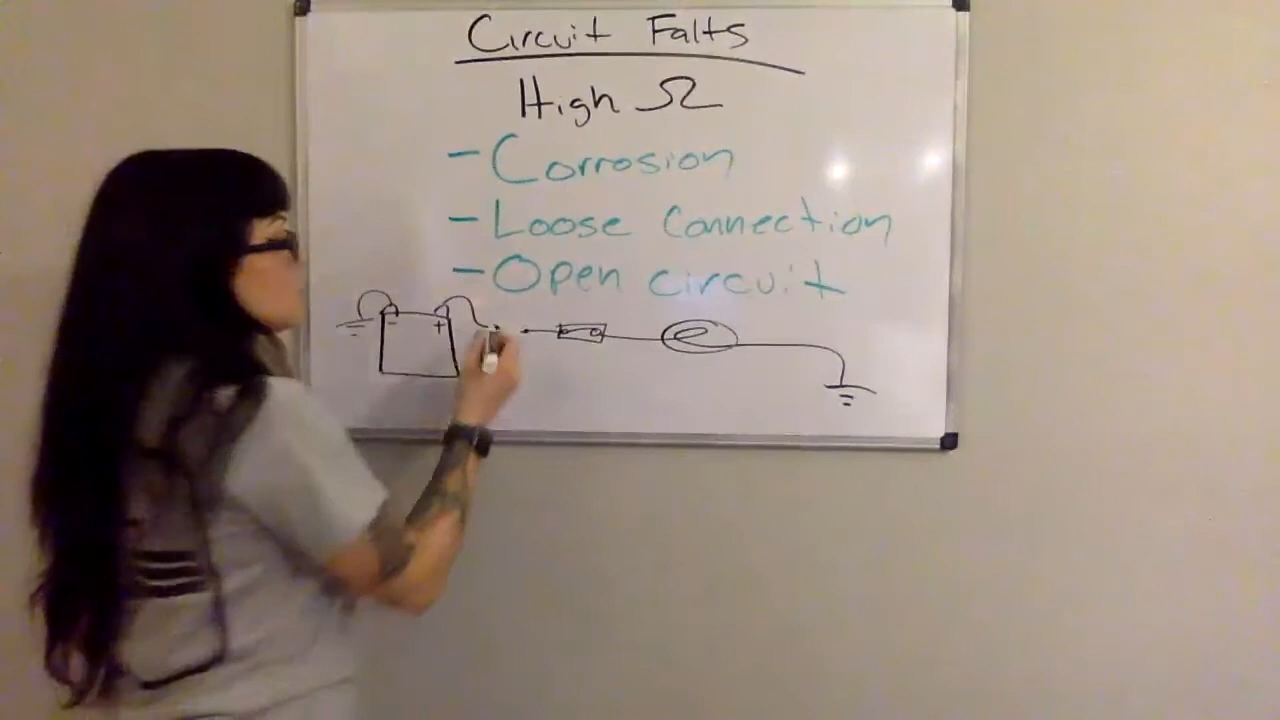 Circuit Falts
High Ω
- Corrosion
- Loose Connection
- Open circuit
- +